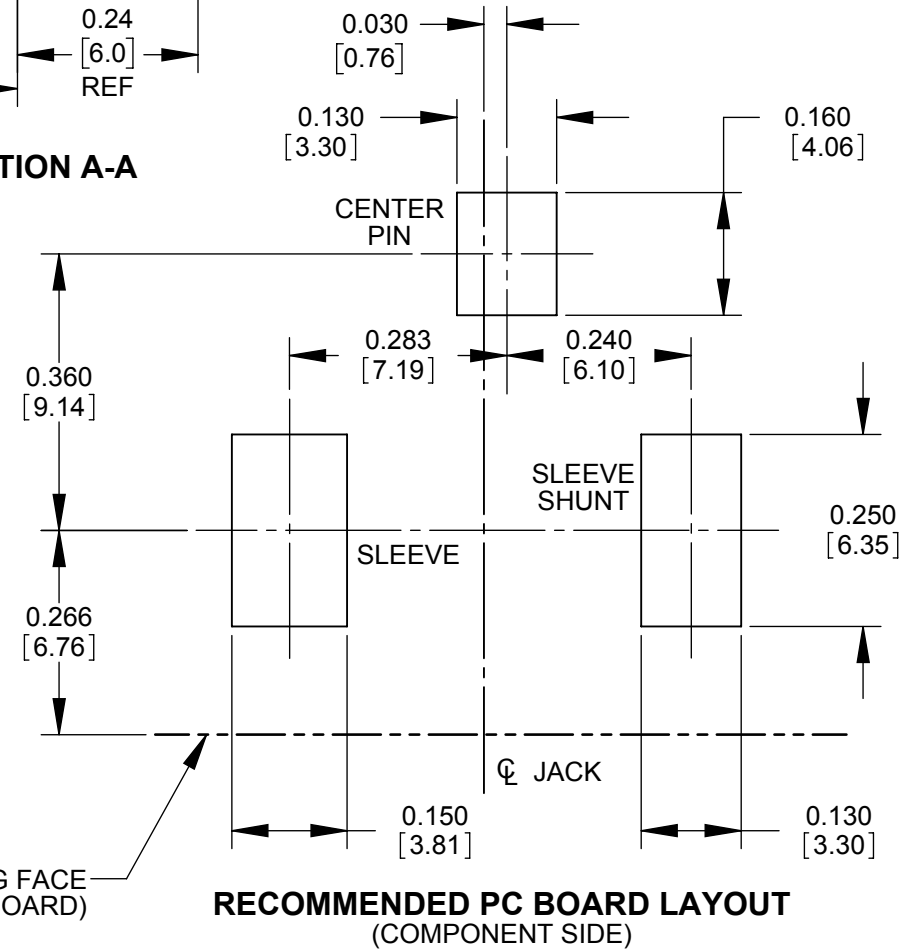 0.24
[6.0]
REF
0.030
[0.76]
0.130
[3.30]
0.160
[4.06]
TION A-A
CENTER
PIN
0.283
[7.19]
0.240
[6.10]
0.360
[9.14]
SLEEVE
SHUNT
0.250
[6.35]
SLEEVE
0.266
[6.76]
℄ JACK
0.150
[3.81]
0.130
[3.30]
G FACE
OARD)
RECOMMENDED PC BOARD LAYOUT
(COMPONENT SIDE)